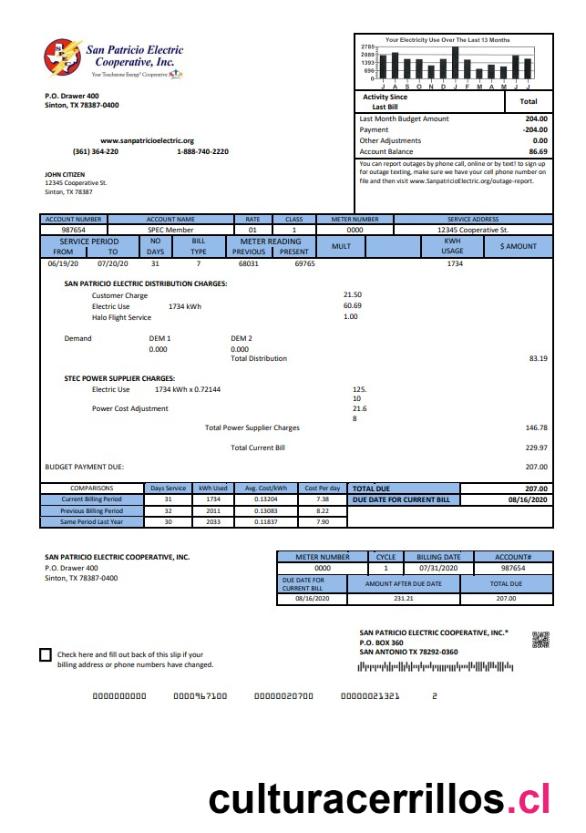 San Patricio Electric
Cooperative, Inc.
Your Touchstone Energy® Cooperative
P.O. Drawer 400
Sinton, TX 78387-0400
www.sanpatricioelectric.org
(361) 364-220 1-888-740-2220
JOHN CITIZEN
12345 Cooperative St.
Sinton, TX 78387
Your Electricity Use Over The Last 13 Months
2785
2089
1393
696
0
J A S O N D J F M A M J J
Activity Since
Last Bill Total
Last Month Budget Amount 204.00
Payment -204.00
Other Adjustments 0.00
Account Balance 86.69
You can report outages by phone call, online or by text! to sign up
for outage texting, make sure we have your cell phone number on
file and then visit www.SanpatricioElectric.org/outage-report.
ACCOUNT NUMBER ACCOUNT NAME RATE CLASS METER NUMBER SERVICE ADDRESS
987654 SPEC Member 01 1 0000 12345 Cooperative St.
SERVICE PERIOD NO BILL METER READING MULT KWH $ AMOUNT
FROM TO DAYS TYPE PREVIOUS PRESENT USAGE
06/19/20 07/20/20 31 7 68031 69765 1734
SAN PATRICIO ELECTRIC DISTRIBUTION CHARGES:
Customer Charge 21.50
Electric Use 1734 kWh 60.69
Halo Flight Service 1.00
Demand DEM 1 DEM 2
0.000 0.000
Total Distribution 83.19
STEC POWER SUPPLIER CHARGES:
Electric Use 1734 kWh x 0.72144 125.
10
Power Cost Adjustment 21.6
8
Total Power Supplier Charges 146.78
Total Current Bill 229.97
BUDGET PAYMENT DUE: 207.00
COMPARISONS Days Service kWh Used Avg. Cost/kWh Cost Per day TOTAL DUE 207.00
Current Billing Period 31 1734 0.13204 7.38 DUE DATE FOR CURRENT BILL 08/16/2020
Previous Billing Period 32 2011 0.13083 8.22
Same Period Last Year 30 2033 0.11837 7.90
SAN PATRICIO ELECTRIC COOPERATIVE, INC.
P.O. Drawer 400
Sinton, TX 78387-0400
METER NUMBER CYCLE BILLING DATE ACCOUNT#
0000 1 07/31/2020 987654
DUE DATE FOR
CURRENT BILL AMOUNT AFTER DUE DATE TOTAL DUE
08/16/2020 231.21 207.00
SAN PATRICIO ELECTRIC COOPERATIVE, INC.*
P.O. BOX 360
SAN ANTONIO TX 78292-0360
Check here and fill out back of this slip if your
billing address or phone numbers have changed.
0000000000 0000967100 00000020700 00000021321 2
culturacerrillos.cl